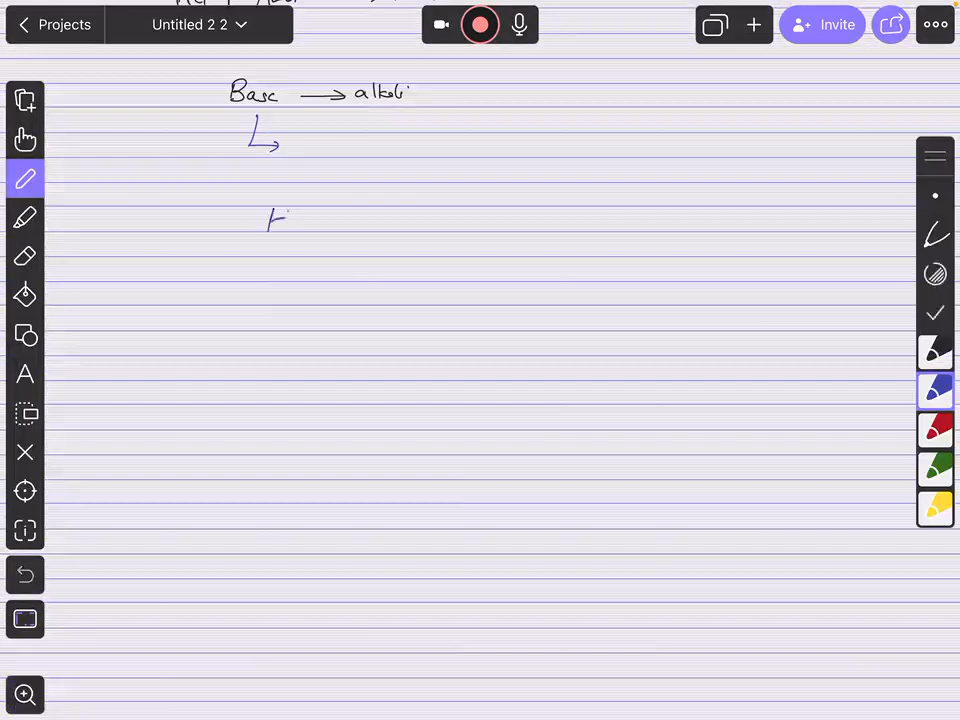 Projects
Untitled 2 2
Invite
Base → alkali
H